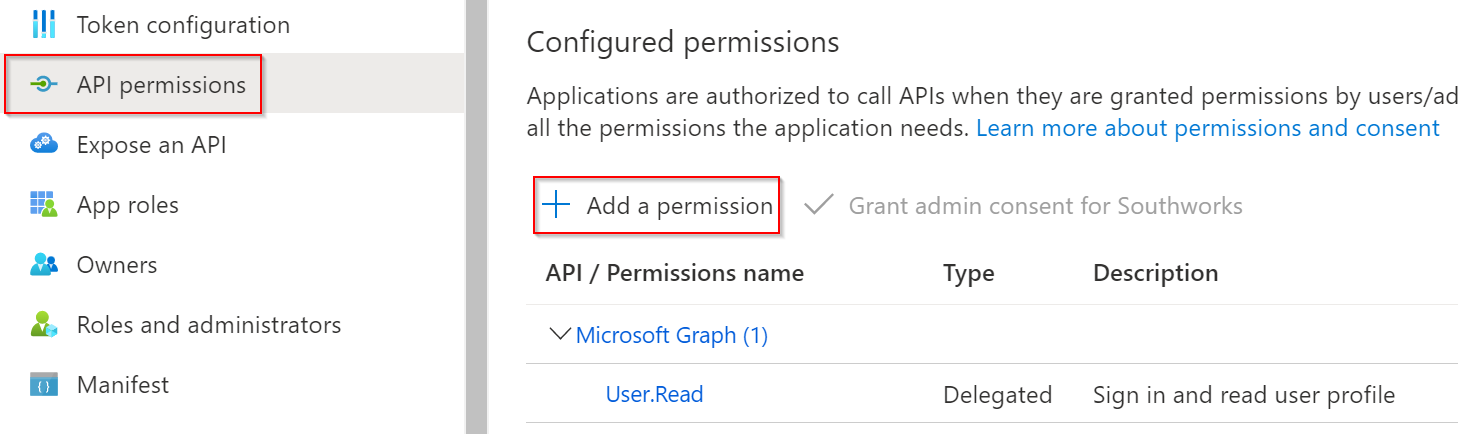 Token configuration
API permissions
Expose an API
App roles
Owners
Roles and administrators
Manifest
Configured permissions
Applications are authorized to call APIs when they are granted permissions by users/ad
all the permissions the application needs. Learn more about permissions and consent
Add a permission Grant admin consent for Southworks
API / Permissions name Type Description
Microsoft Graph (1)
User.Read Delegated Sign in and read user profile